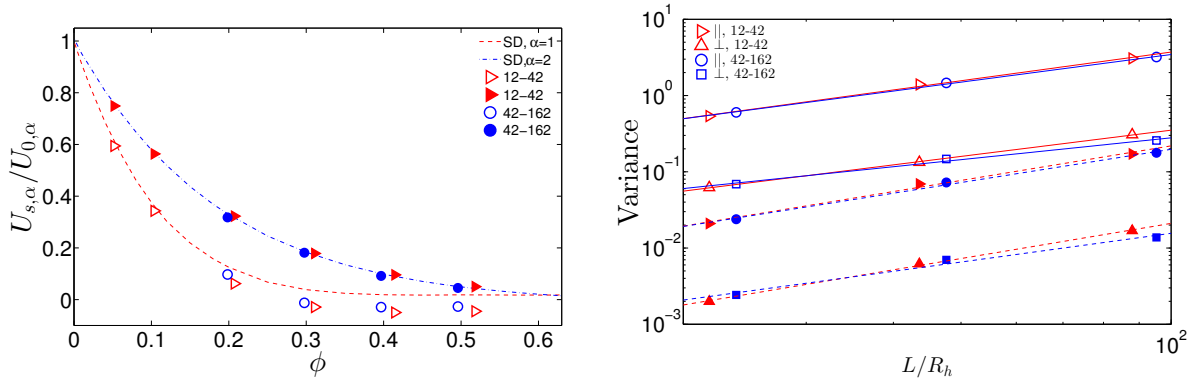 1
0.8
0.6
0.4
0.2
0
U_{s,α}/U_{0,α}
0 0.1 0.2 0.3 0.4 0.5 0.6
ϕ
SD, α=1
SD,α=2
12−42
12−42
42−162
42−162
10^1
10^0
10^{-1}
10^{-2}
10^{-3}
Variance
10^2
L/R_h
||, 12-42
⊥, 12-42
||, 42-162
⊥, 42-162